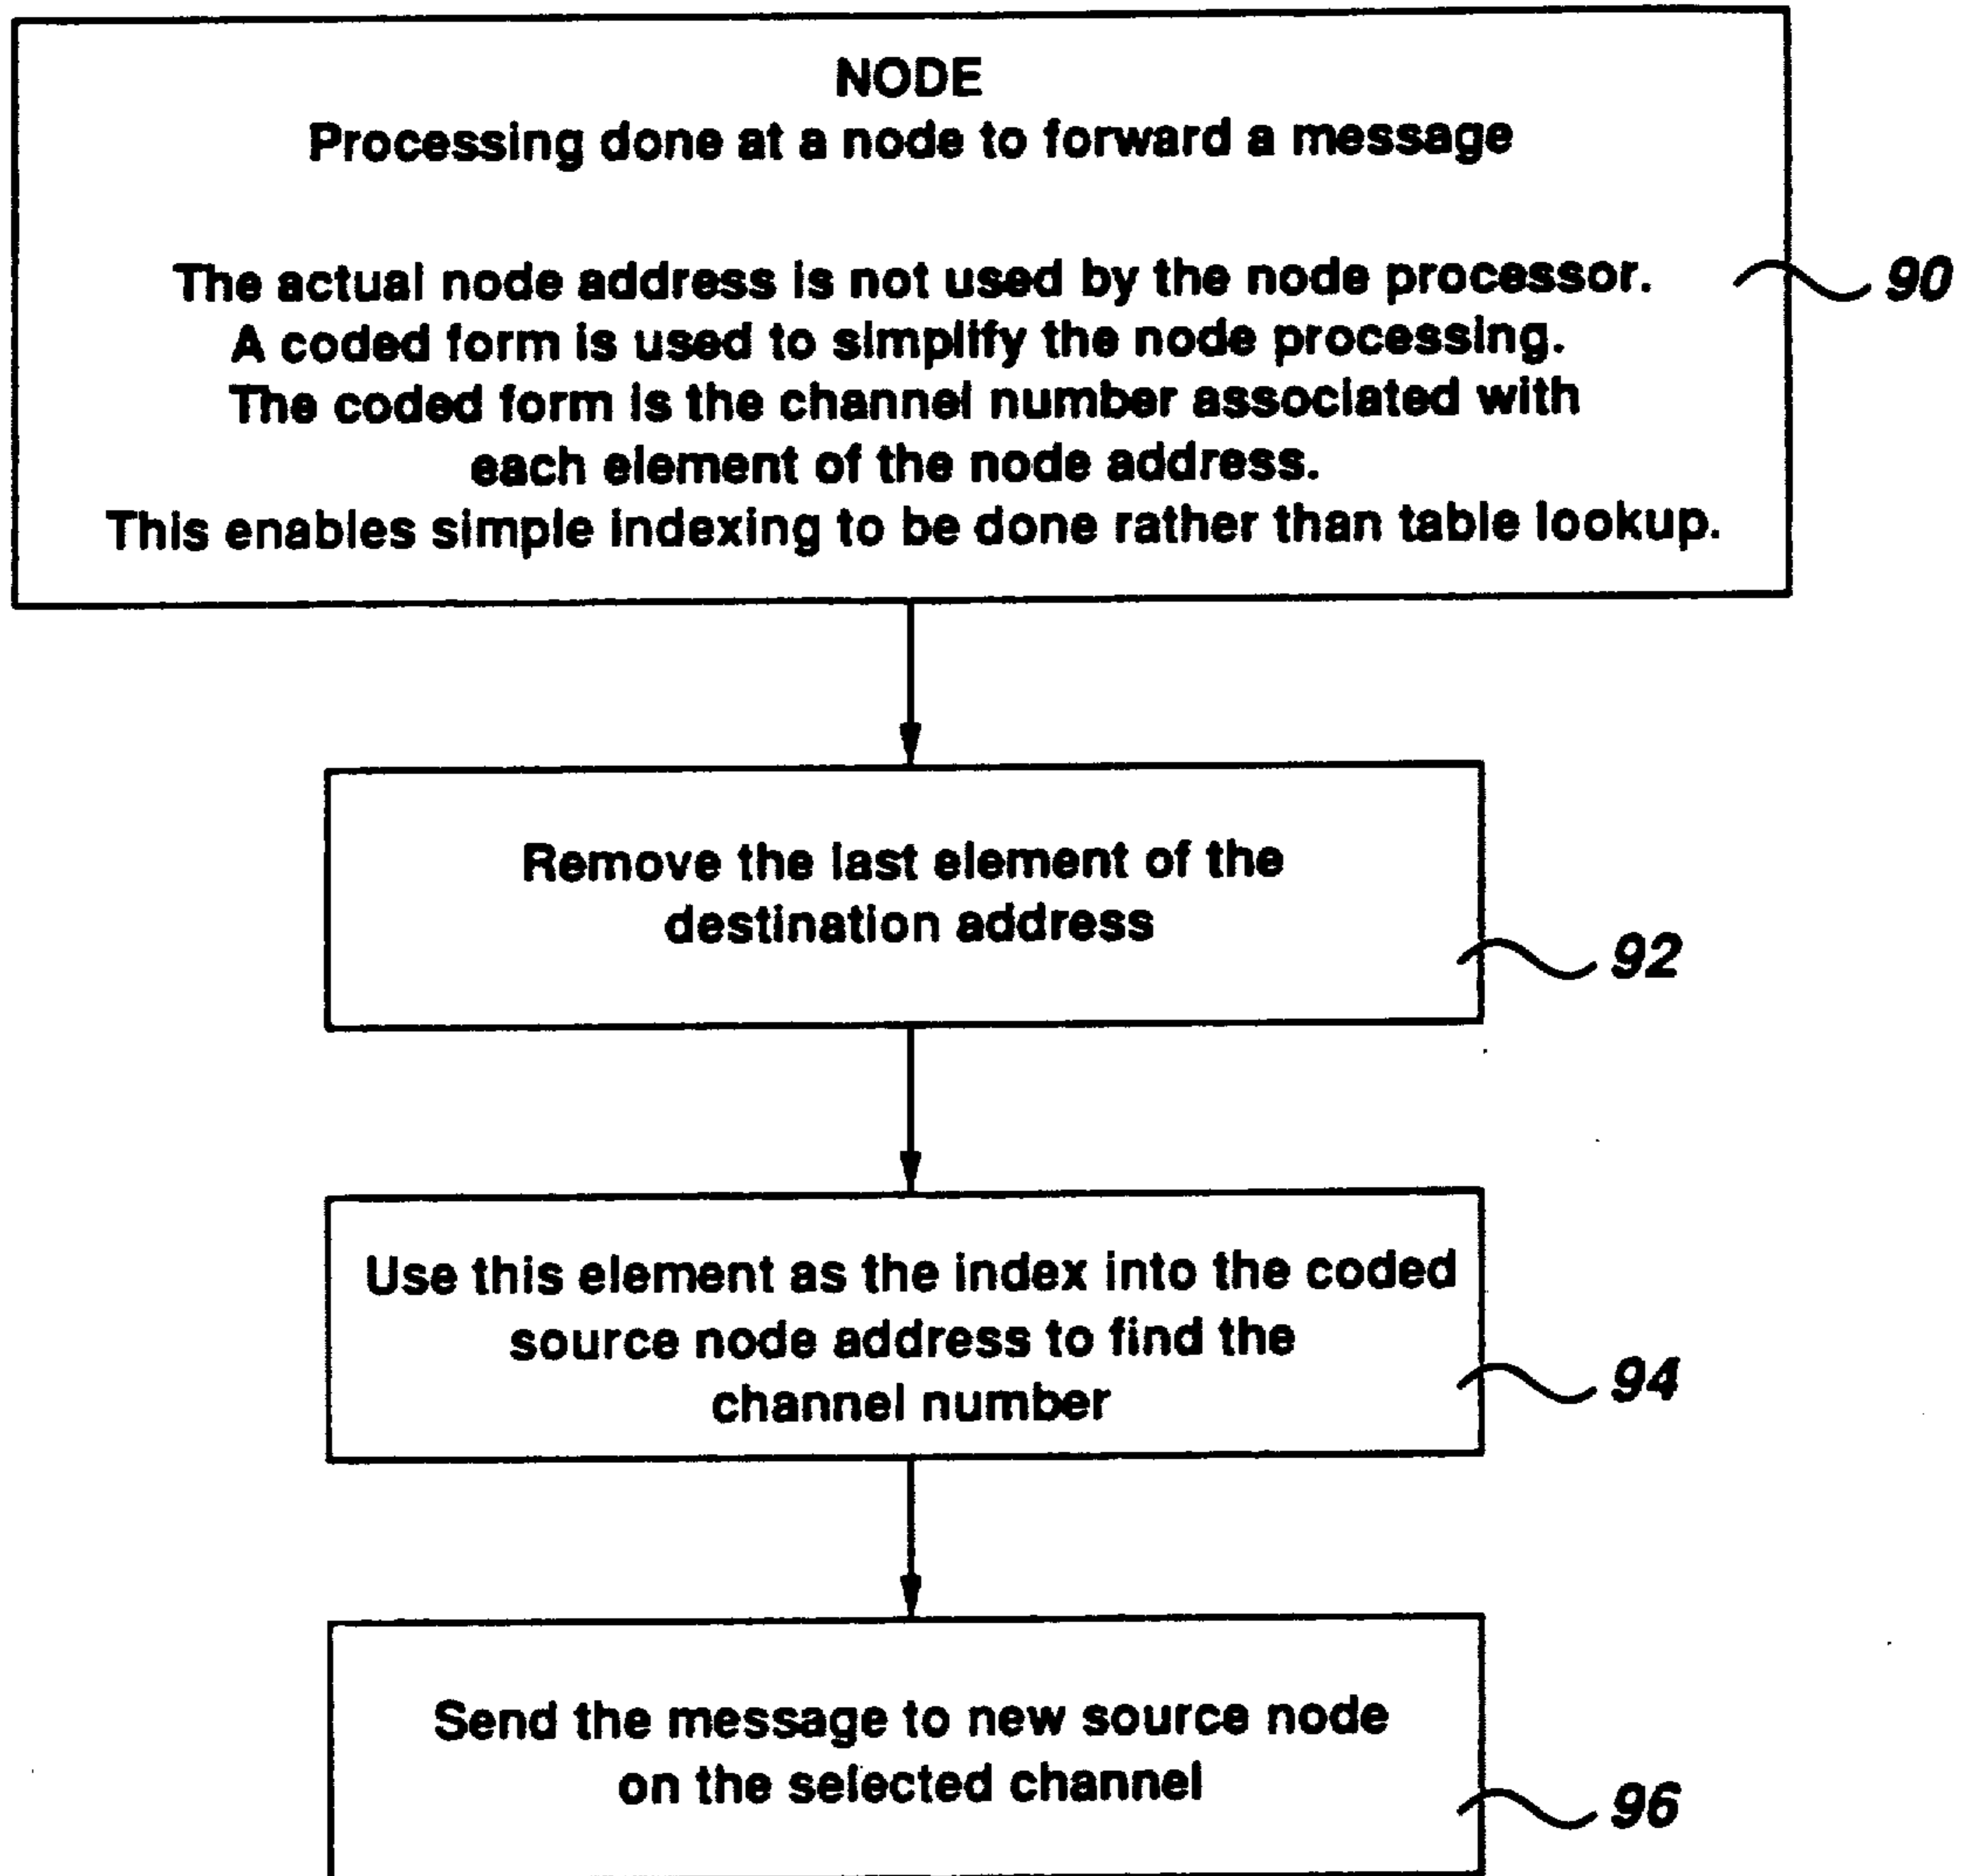 NODE
Processing done at a node to forward a message
The actual node address is not used by the node processor.
A coded form is used to simplify the node processing.
The coded form is the channel number associated with
each element of the node address.
This enables simple indexing to be done rather than table lookup.
90
Remove the last element of the
destination address
92
Use this element as the index into the coded
source node address to find the
channel number
94
Send the message to new source node
on the selected channel
96